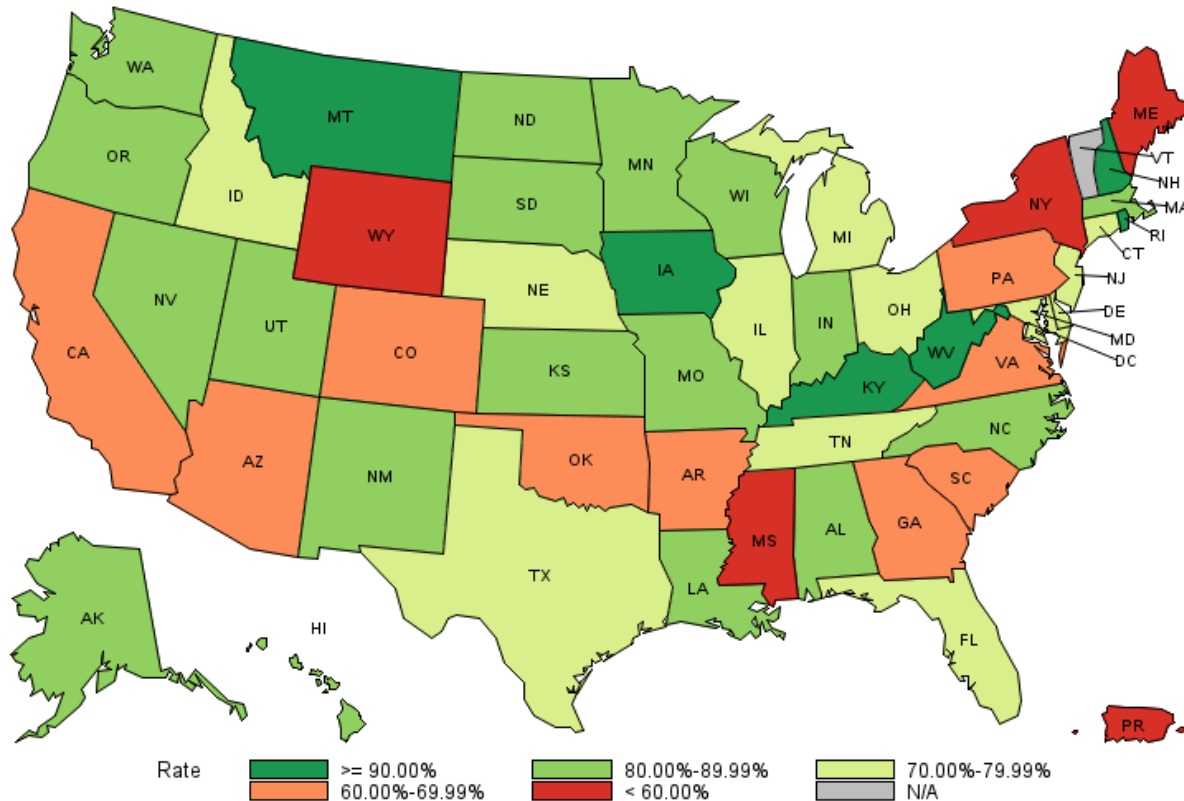 WA
MT
ND
MN
ME
VT
NH
MA
RI
CT
NJ
DE
MD
DC
OR
ID
SD
WI
NY
WY
MI
IA
PA
NE
NV
UT
IL
IN
OH
CA
CO
KS
MO
WV
VA
KY
TN
NC
AZ
NM
OK
AR
SC
MS
AL
GA
TX
LA
AK
HI
FL
PR
Rate >= 90.00% 80.00%-89.99% 70.00%-79.99%
60.00%-69.99% < 60.00% N/A